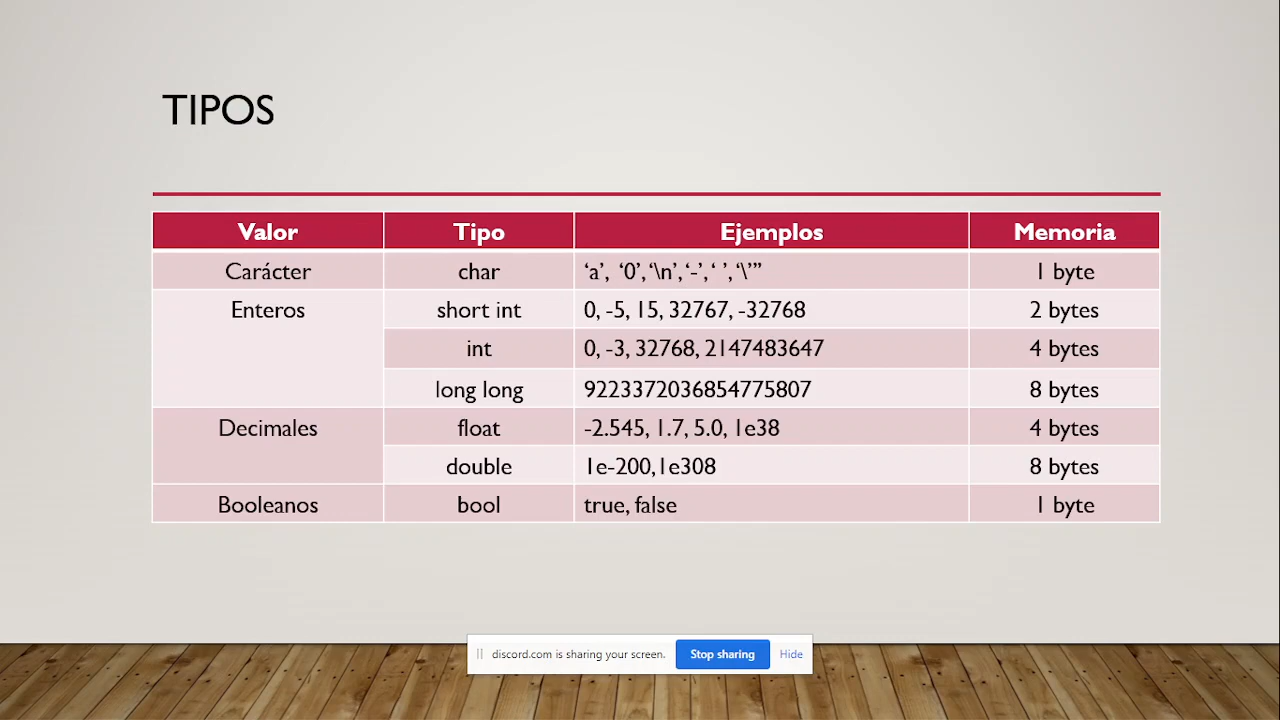 TIPOS
Valor Tipo Ejemplos Memoria
Carácter char ‘a’, ‘0’,‘\n’,‘-’,‘ ’,‘\’” 1 byte
Enteros short int 0, -5, 15, 32767, -32768 2 bytes
int 0, -3, 32768, 2147483647 4 bytes
long long 9223372036854775807 8 bytes
Decimales float -2.545, 1.7, 5.0, 1e38 4 bytes
double 1e-200,1e308 8 bytes
Booleanos bool true, false 1 byte
discord.com is sharing your screen. Stop sharing Hide